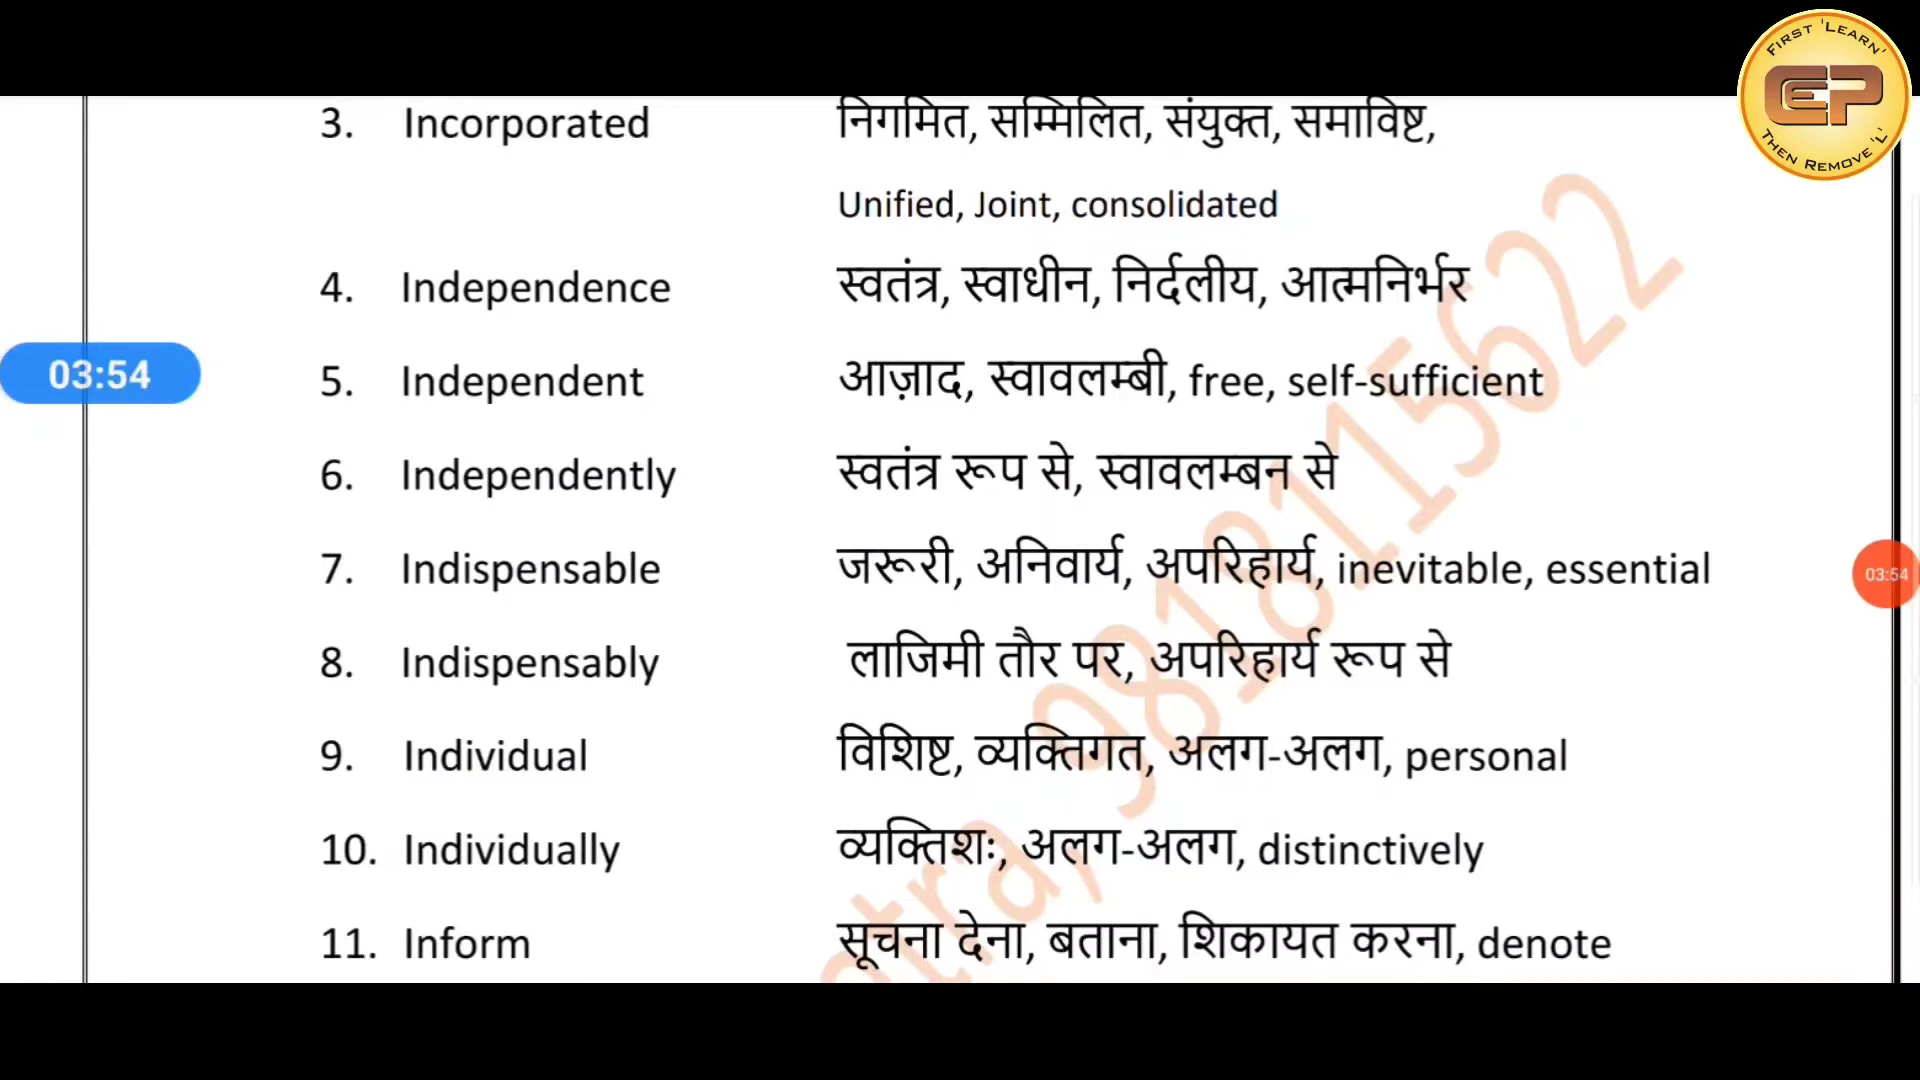 FIRST 'LEARN'
CEP
THEN REMOVE 'L'
3. Incorporated निगमित, सम्मिलित, संयुक्त, समाविष्ट,
Unified, Joint, consolidated
4. Independence स्वतंत्र, स्वाधीन, निर्दलीय, आत्मनिर्भर
03:54
5. Independent आज़ाद, स्वावलम्बी, free, self-sufficient
6. Independently स्वतंत्र रूप से, स्वावलम्बन से
7. Indispensable जरूरी, अनिवार्य, अपरिहार्य, inevitable, essential
03:54
8. Indispensably लाजिमी तौर पर, अपरिहार्य रूप से
9. Individual विशिष्ट, व्यक्तिगत, अलग-अलग, personal
10. Individually व्यक्तिशः, अलग-अलग, distinctively
11. Inform सूचना देना, बताना, शिकायत करना, denote
9818115622